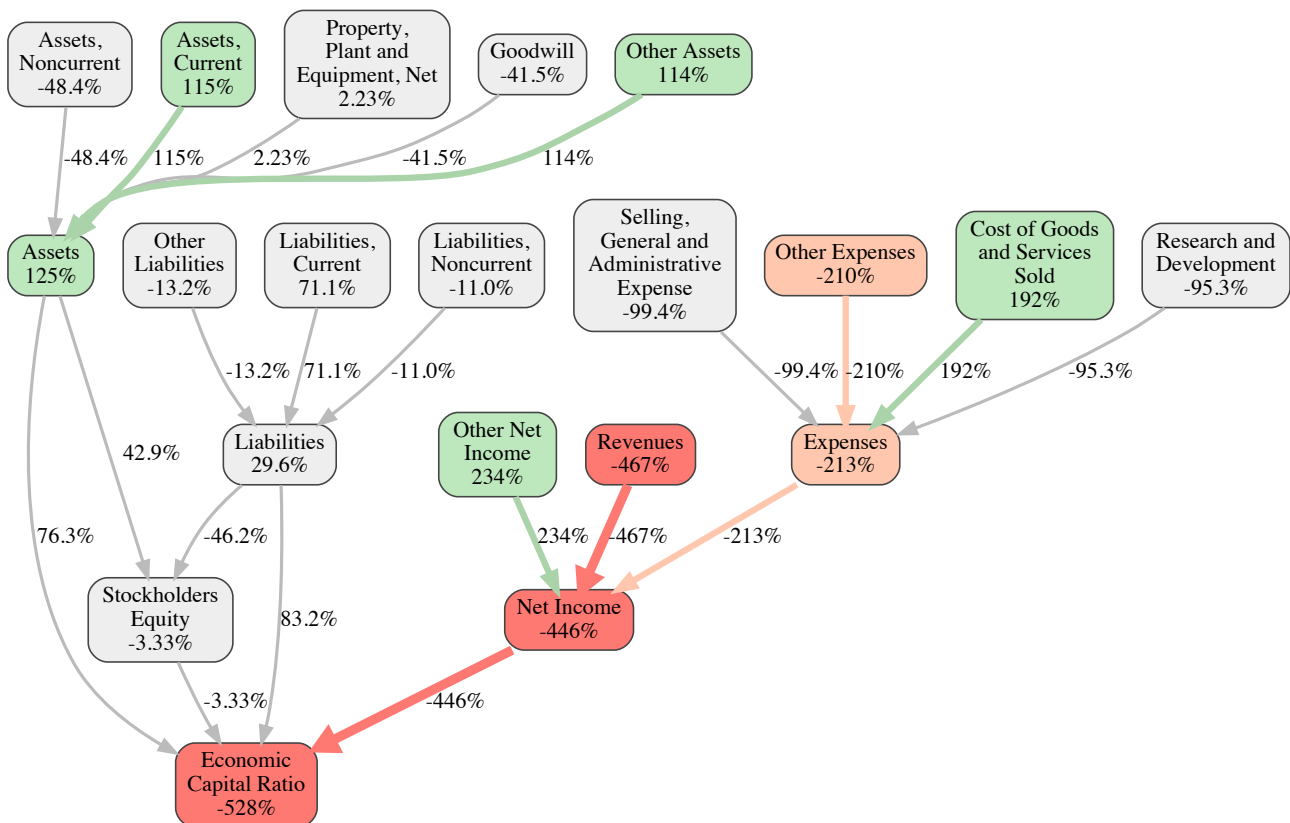 Assets,
Noncurrent
-48.4%
Assets,
Current
115%
Property,
Plant and
Equipment, Net
2.23%
Goodwill
-41.5%
Other Assets
114%
-48.4%
115%
2.23%
-41.5%
114%
Assets
125%
Other
Liabilities
-13.2%
Liabilities,
Current
71.1%
Liabilities,
Noncurrent
-11.0%
Selling,
General and
Administrative
Expense
-99.4%
Other Expenses
-210%
Cost of Goods
and Services
Sold
192%
Research and
Development
-95.3%
-13.2%
71.1%
-11.0%
-99.4%
-210%
192%
-95.3%
42.9%
Liabilities
29.6%
Other Net
Income
234%
Revenues
-467%
Expenses
-213%
76.3%
-46.2%
234%
-467%
-213%
Stockholders
Equity
-3.33%
83.2%
Net Income
-446%
-3.33%
-446%
Economic
Capital Ratio
-528%